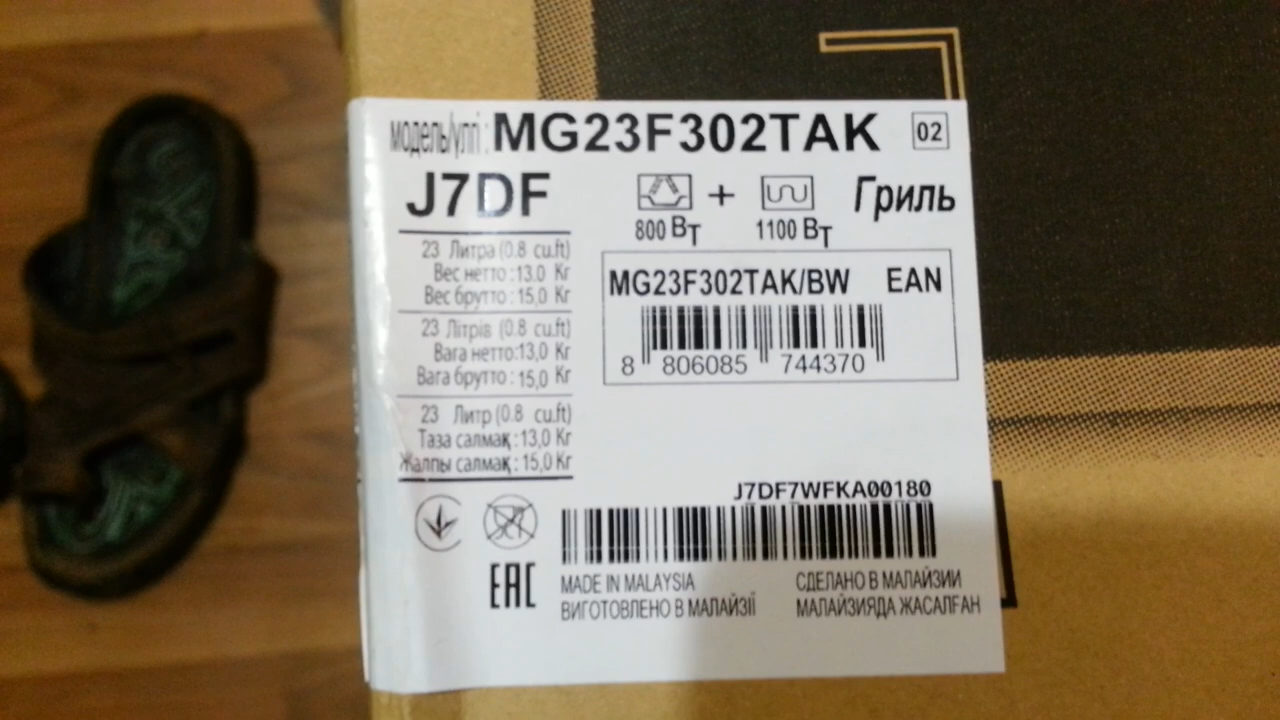 модель/үлгі : MG23F302TAK 02
J7DF
800 Вт + 1100 Вт Гриль
23 Литра (0.8 cu.ft)
Вес нетто :13.0 Кг
Вес брутто : 15,0 Кг
23 Літрів (0.8 cu.ft)
Вага нетто:13,0 Кг
Вага брутто : 15,0 Кг
23 Литр (0.8 cu.ft)
Таза салмақ :13,0 Кг
Жалпы салмақ : 15,0 Кг
MG23F302TAK/BW EAN
8 806085 744370
J7DF7WFKA00180
EAC
MADE IN MALAYSIA СДЕЛАНО В МАЛАЙЗИИ
ВИГОТОВЛЕНО В МАЛАЙЗІЇ МАЛАЙЗИЯДА ЖАСАЛҒАН